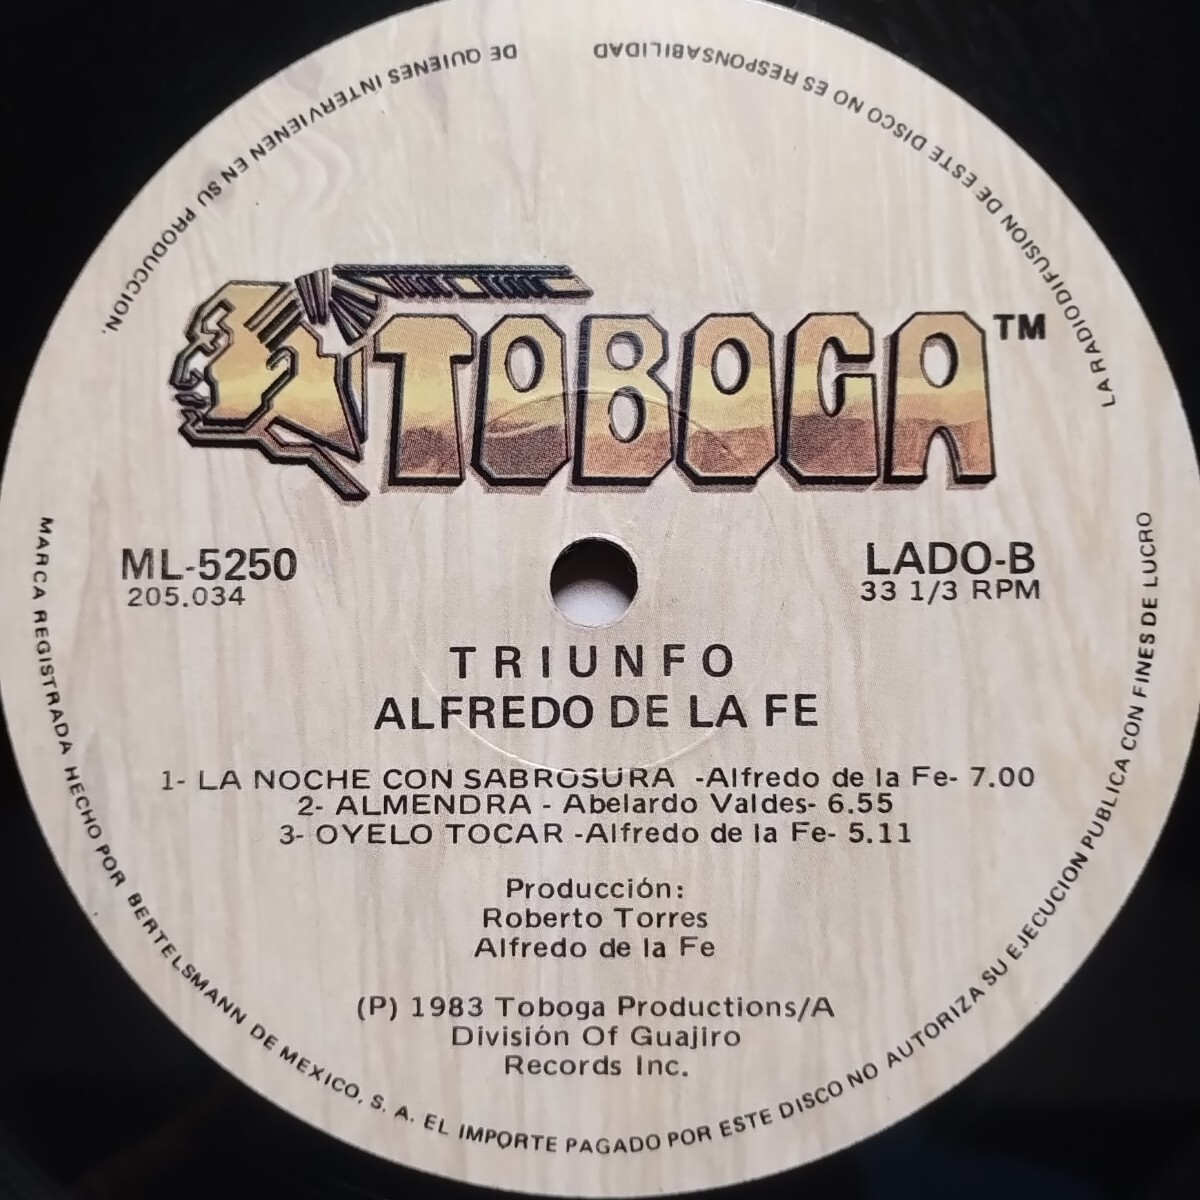 TOBOGA TM
ML-5250
205.034
LADO-B
33 1/3 RPM
TRIUNFO
ALFREDO DE LA FE
1- LA NOCHE CON SABROSURA -Alfredo de la Fe- 7.00
2- ALMENDRA - Abelardo Valdes- 6.55
3- OYELO TOCAR -Alfredo de la Fe- 5.11
Producción:
Roberto Torres
Alfredo de la Fe
(P) 1983 Toboga Productions/A
División Of Guajiro
Records Inc.
MARCA REGISTRADA HECHO POR BERTELSMANN DE MEXICO, S. A. EL IMPORTE PAGADO POR ESTE DISCO NO AUTORIZA SU EJECUCION PUBLICA CON FINES DE LUCRO
LA RADIODIFUSION DE ESTE DISCO NO ES RESPONSABILIDAD DE QUIENES INTERVIENEN EN SU PRODUCCION.